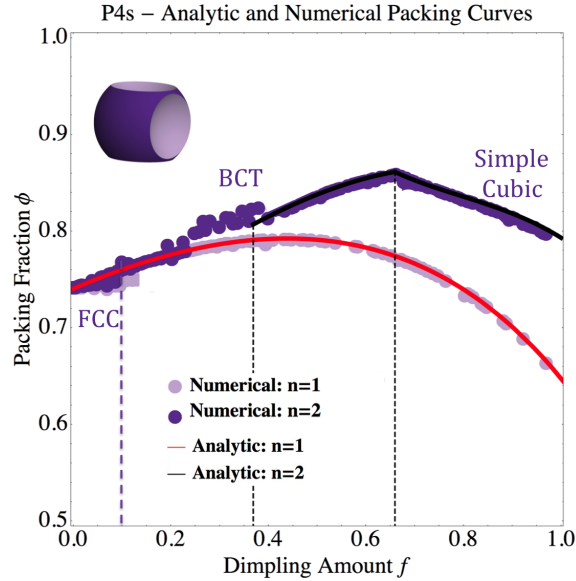 P4s – Analytic and Numerical Packing Curves
1.0
0.9
0.8
0.7
0.6
0.5
Packing Fraction ϕ
BCT
Simple
Cubic
FCC
Numerical: n=1
Numerical: n=2
Analytic: n=1
Analytic: n=2
0.0 0.2 0.4 0.6 0.8 1.0
Dimpling Amount f